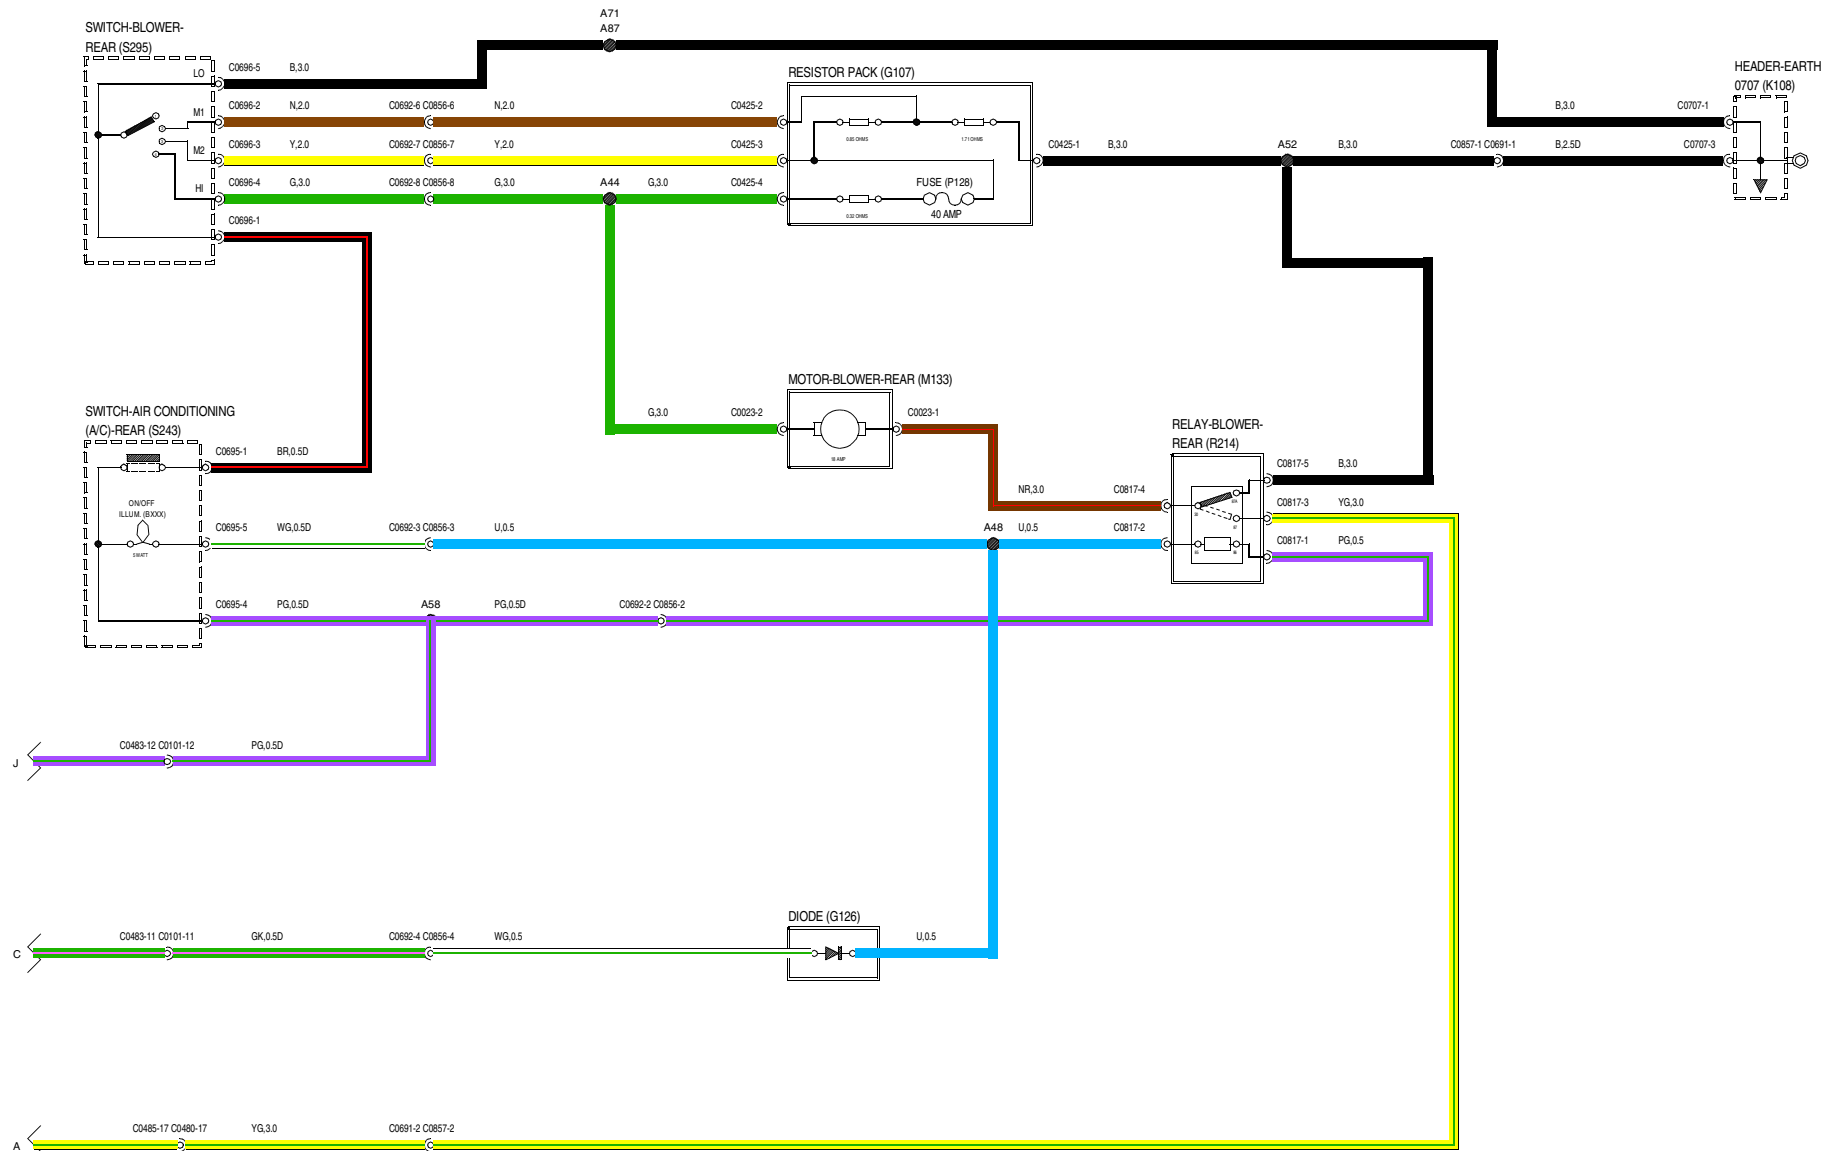 A71
A87
SWITCH-BLOWER-
REAR (S295)
LO
M1
M2
HI
C0696-5 B,3.0
C0696-2 N,2.0 C0692-6 C0856-6 N,2.0 C0425-2
C0696-3 Y,2.0 C0692-7 C0856-7 Y,2.0 C0425-3
C0696-4 G,3.0 C0692-8 C0856-8 G,3.0 A44 G,3.0 C0425-4
C0696-1
RESISTOR PACK (G107)
1.71 OHMS
FUSE (P128)
40 AMP
C0425-1 B,3.0 A52 B,3.0 C0857-1 C0691-1 B,2.5D C0707-3
B,3.0 C0707-1
HEADER-EARTH
0707 (K108)
MOTOR-BLOWER-REAR (M133)
G,3.0 C0023-2 C0023-1
SWITCH-AIR CONDITIONING
(A/C)-REAR (S243)
C0695-1 BR,0.5D
ON/OFF
ILLUM. (BXXX)
C0695-5 WG,0.5D C0692-3 C0856-3 U,0.5 A48 U,0.5 C0817-2
NR,3.0 C0817-4
RELAY-BLOWER-
REAR (R214)
C0817-5 B,3.0
C0817-3 YG,3.0
C0817-1 PG,0.5
C0695-4 PG,0.5D A58 PG,0.5D C0692-2 C0856-2
J C0483-12 C0101-12 PG,0.5D
DIODE (G126)
C C0483-11 C0101-11 GK,0.5D C0692-4 C0856-4 WG,0.5 U,0.5
A C0485-17 C0480-17 YG,3.0 C0691-2 C0857-2